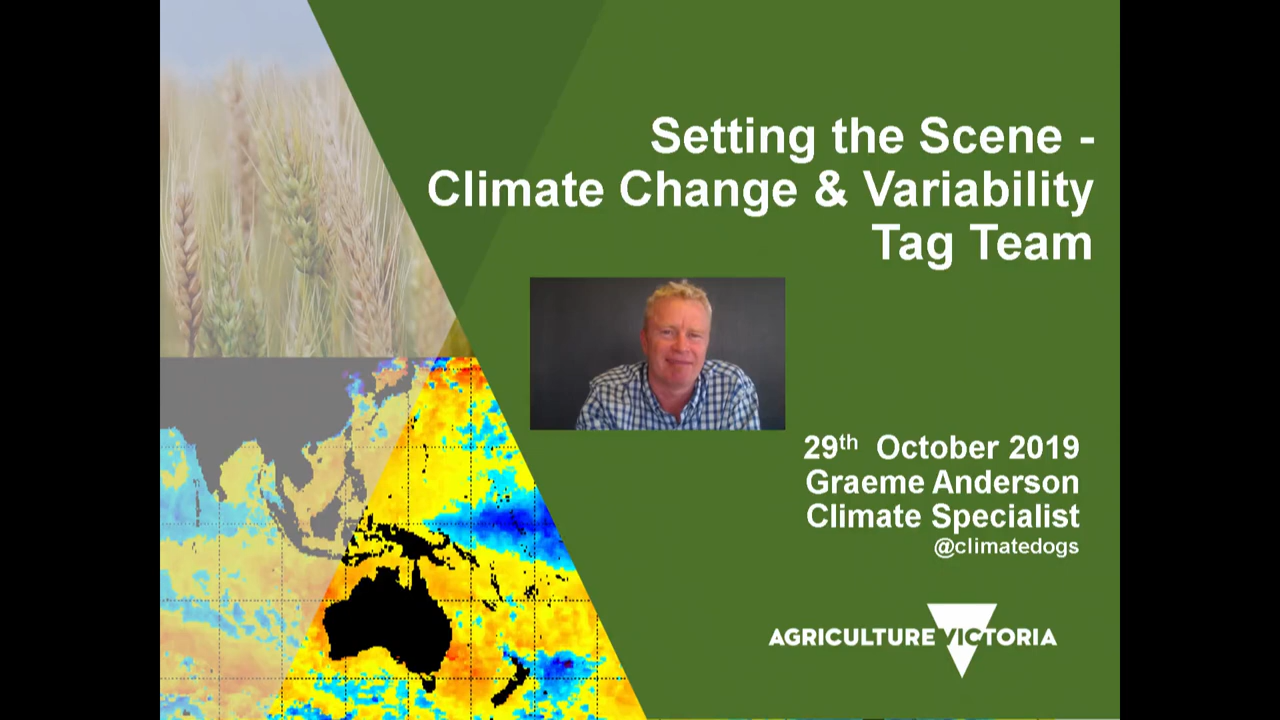 Setting the Scene -
Climate Change & Variability
Tag Team
29th October 2019
Graeme Anderson
Climate Specialist
@climatedogs
AGRICULTURE VICTORIA